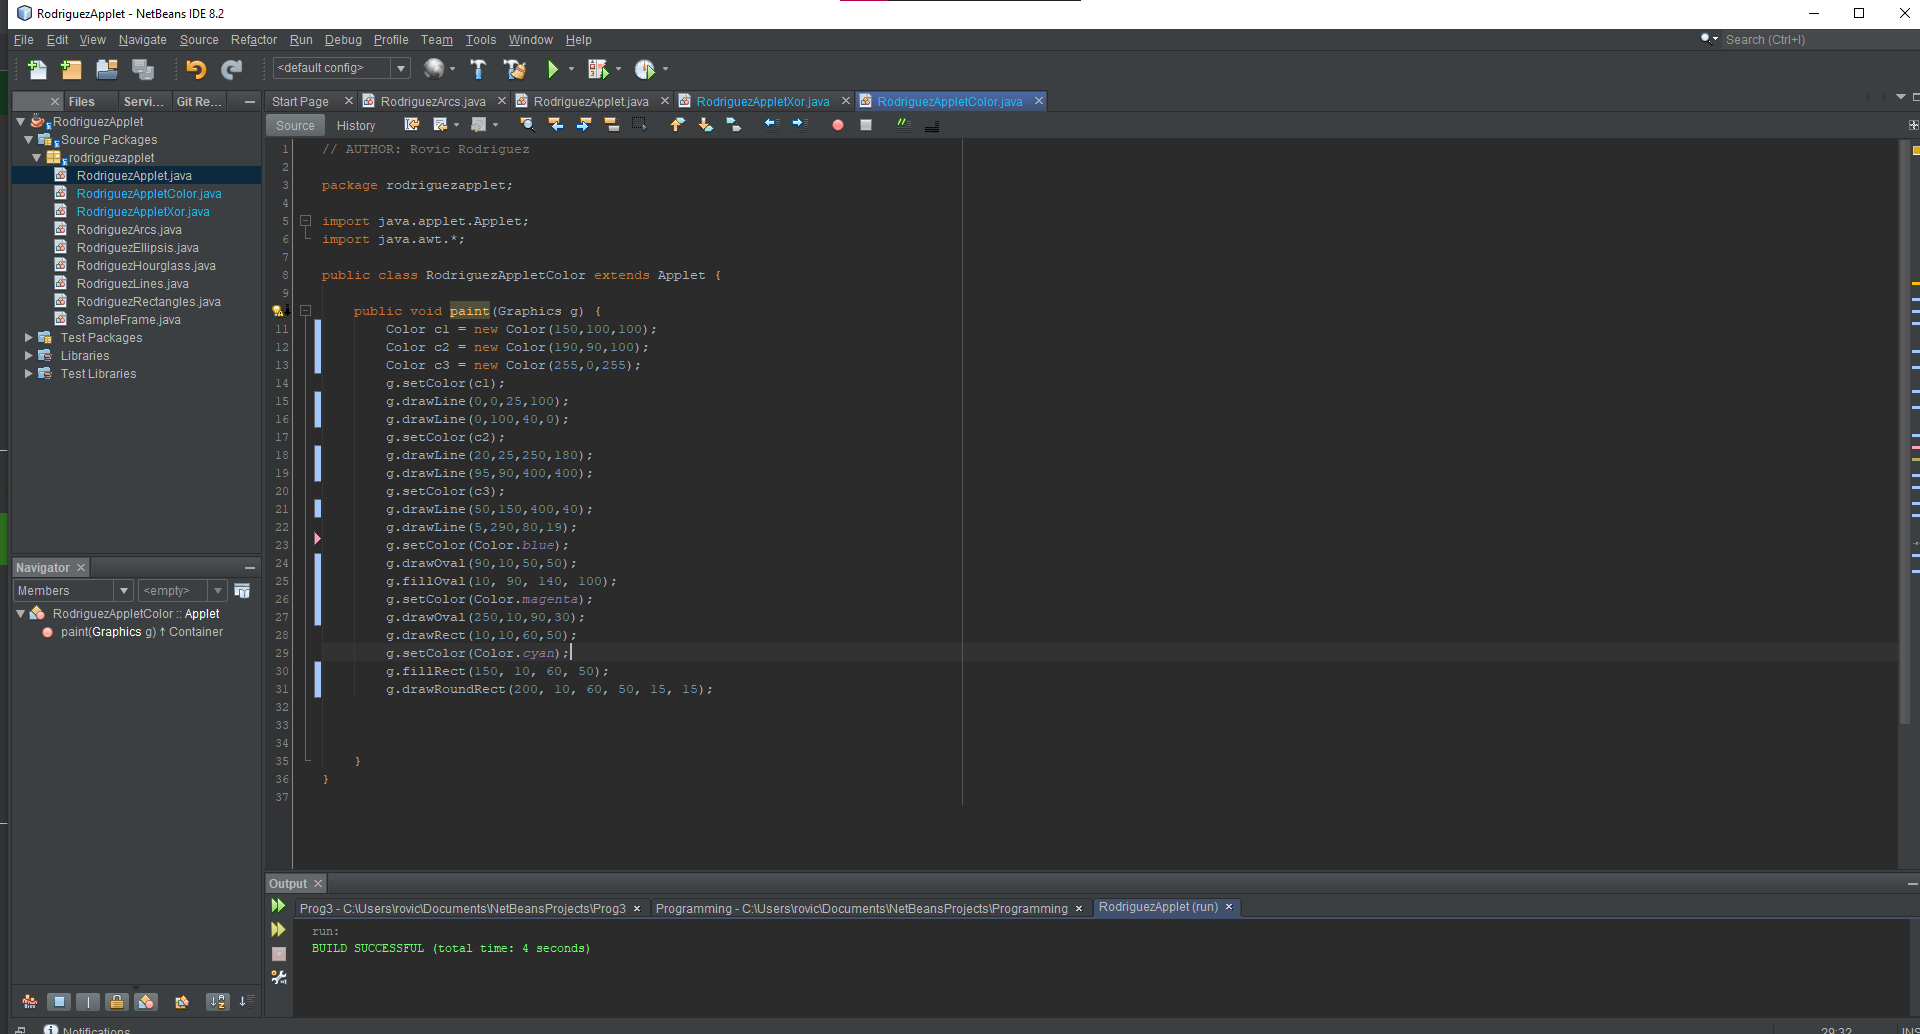 RodriguezApplet - NetBeans IDE 8.2
File Edit View Navigate Source Refactor Run Debug Profile Team Tools Window Help
Search (Ctrl+I)
<default config>
Files Servi... Git Re...
Start Page RodriguezArcs.java RodriguezApplet.java RodriguezAppletXor.java RodriguezAppletColor.java
Source History
RodriguezApplet
Source Packages
rodriguezapplet
RodriguezApplet.java
RodriguezAppletColor.java
RodriguezAppletXor.java
RodriguezArcs.java
RodriguezEllipsis.java
RodriguezHourglass.java
RodriguezLines.java
RodriguezRectangles.java
SampleFrame.java
Test Packages
Libraries
Test Libraries
1 // AUTHOR: Rovic Rodriguez
2
3 package rodriguezapplet;
4
5 import java.applet.Applet;
6 import java.awt.*;
7
8 public class RodriguezAppletColor extends Applet {
9
public void paint(Graphics g) {
11 Color c1 = new Color(150,100,100);
12 Color c2 = new Color(190,90,100);
13 Color c3 = new Color(255,0,255);
14 g.setColor(c1);
15 g.drawLine(0,0,25,100);
16 g.drawLine(0,100,40,0);
17 g.setColor(c2);
18 g.drawLine(20,25,250,180);
19 g.drawLine(95,90,400,400);
20 g.setColor(c3);
21 g.drawLine(50,150,400,40);
22 g.drawLine(5,290,80,19);
23 g.setColor(Color.blue);
24 g.drawOval(90,10,50,50);
25 g.fillOval(10, 90, 140, 100);
26 g.setColor(Color.magenta);
27 g.drawOval(250,10,90,30);
28 g.drawRect(10,10,60,50);
29 g.setColor(Color.cyan);
30 g.fillRect(150, 10, 60, 50);
31 g.drawRoundRect(200, 10, 60, 50, 15, 15);
32
33
34
35 }
36 }
37
Navigator
Members <empty>
RodriguezAppletColor :: Applet
paint(Graphics g) ↑ Container
Output
Prog3 - C:\Users\rovic\Documents\NetBeansProjects\Prog3 Programming - C:\Users\rovic\Documents\NetBeansProjects\Programming RodriguezApplet (run)
run:
BUILD SUCCESSFUL (total time: 4 seconds)
Notifications
29:32 INS